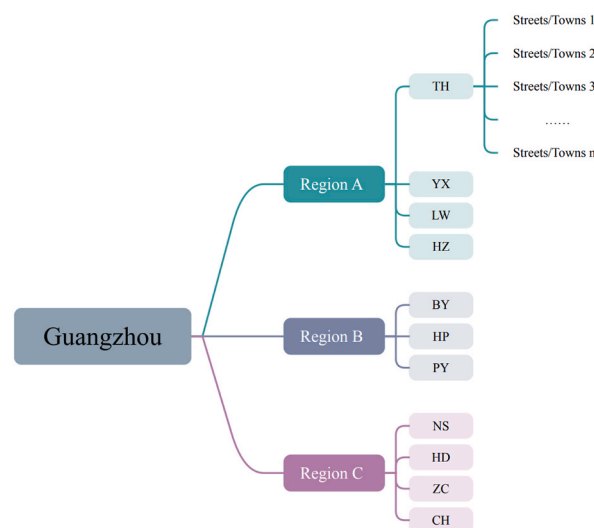 Streets/Towns 1
Streets/Towns 2
TH
Streets/Towns 3
......
Streets/Towns n
Region A
YX
LW
HZ
Guangzhou
Region B
BY
HP
PY
Region C
NS
HD
ZC
CH